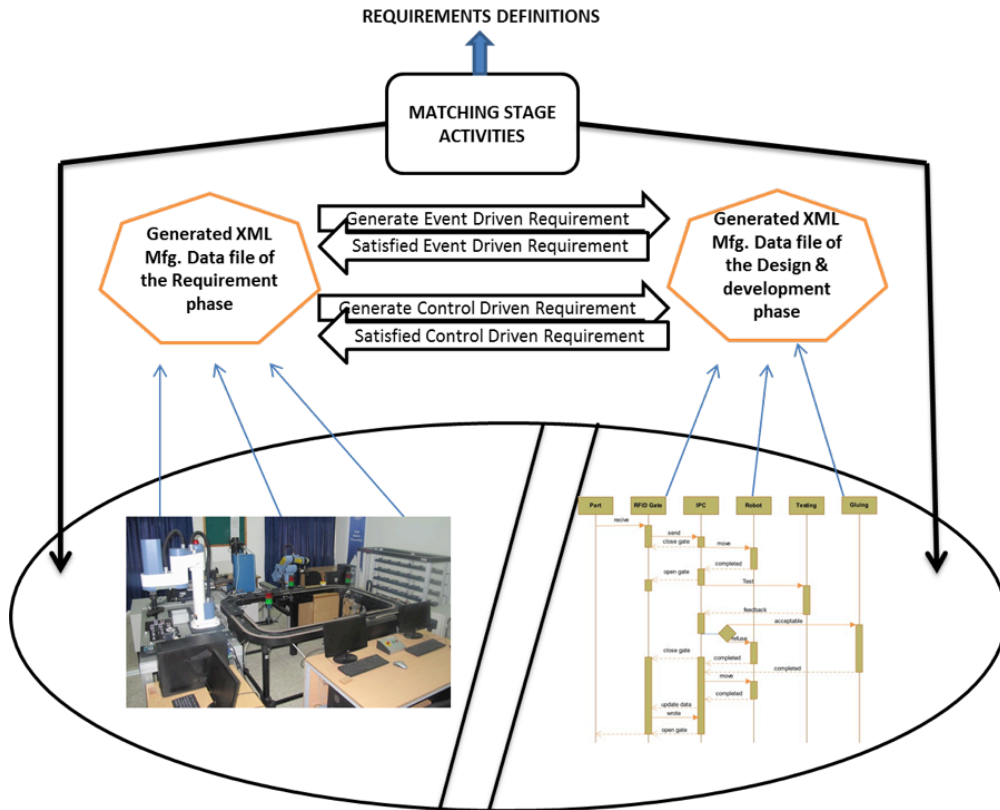 REQUIREMENTS DEFINITIONS
MATCHING STAGE
ACTIVITIES
Generated XML
Mfg. Data file of
the Requirement
phase
Generate Event Driven Requirement
Satisfied Event Driven Requirement
Generate Control Driven Requirement
Satisfied Control Driven Requirement
Generated XML
Mfg. Data file of
the Design &
development
phase
Part
RFID Gate
IPC
Robot
Testing
Gluing
recive
send
close gate
move
completed
open gate
Test
feedback
acceptable
refuse
close gate
completed
completed
move
completed
update data
wrote
open gate